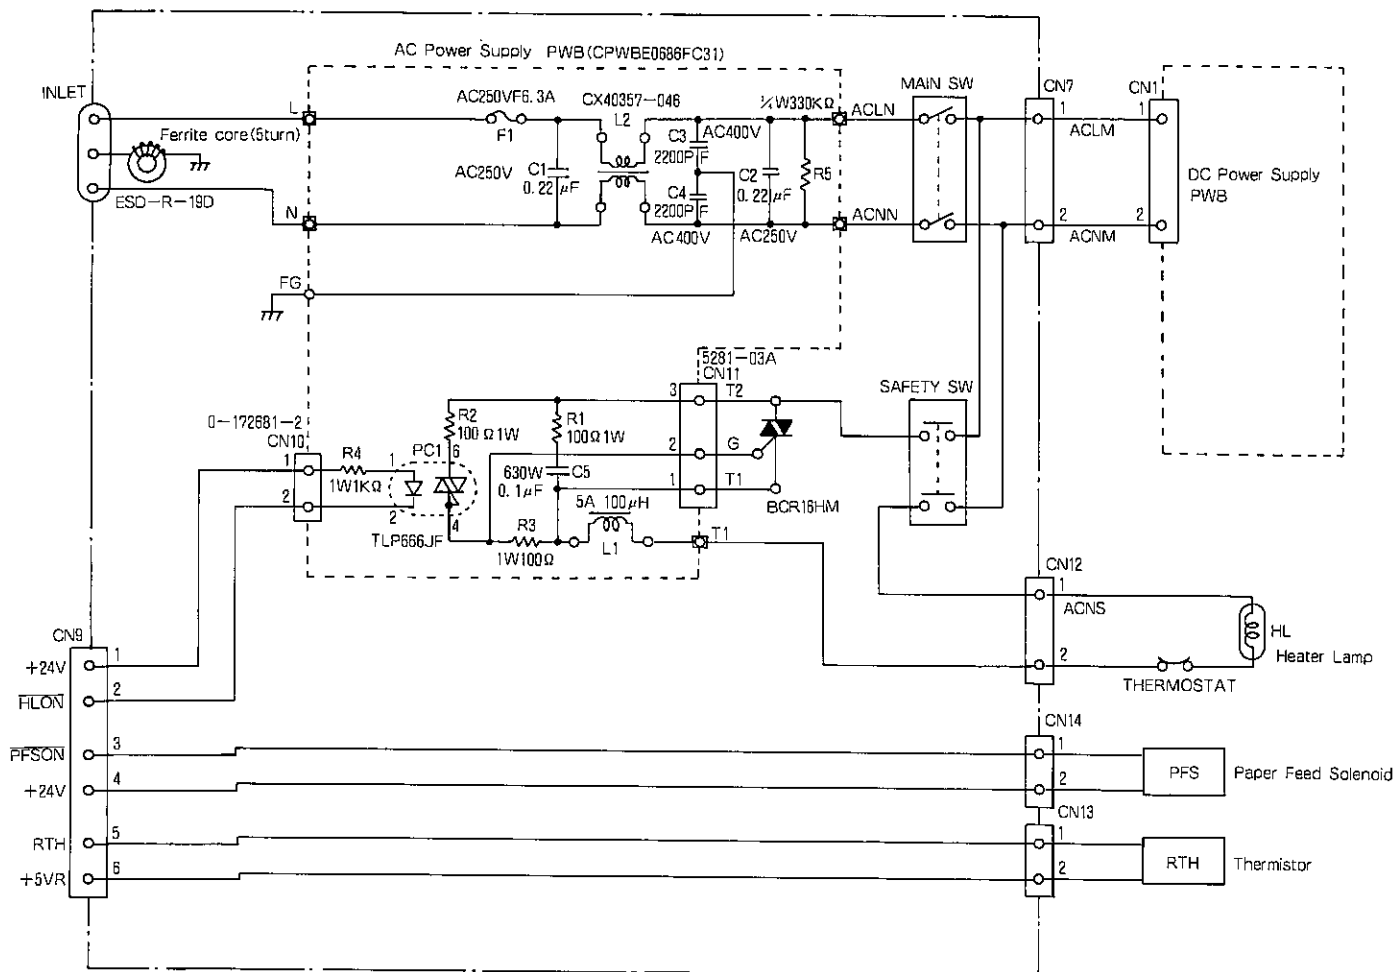 AC Power Supply PWB(CPWBE0686FC31)
INLET
L
AC250VF6.3A
F1
CX40357-046
L2
¼W330KΩ
ACLN
MAIN SW
CN7
CN1
1
ACLM
1
Ferrite core(5turn)
AC250V
C1
0.22μF
C3
2200PF
AC400V
C4
2200PF
C2
0.22μF
R5
DC Power Supply
PWB
ESD-R-19D
N
AC400V
AC250V
ACNN
2
ACNM
2
FG
5281-03A
CN11
SAFETY SW
3
T2
0-172681-2
CN10
R2
100Ω1W
R1
100Ω1W
2
G
1
R4
1W1KΩ
1
PC1
6
630W
0.1μF
C5
1
T1
2
2
4
5A 100μH
BCR16HM
TLP666JF
R3
1W100Ω
L1
T1
CN12
1
ACNS
HL
Heater Lamp
CN9
+24V
1
2
THERMOSTAT
HLON
2
CN14
PFSON
3
1
PFS
Paper Feed Solenoid
+24V
4
2
CN13
RTH
5
1
RTH
Thermistor
+5VR
6
2